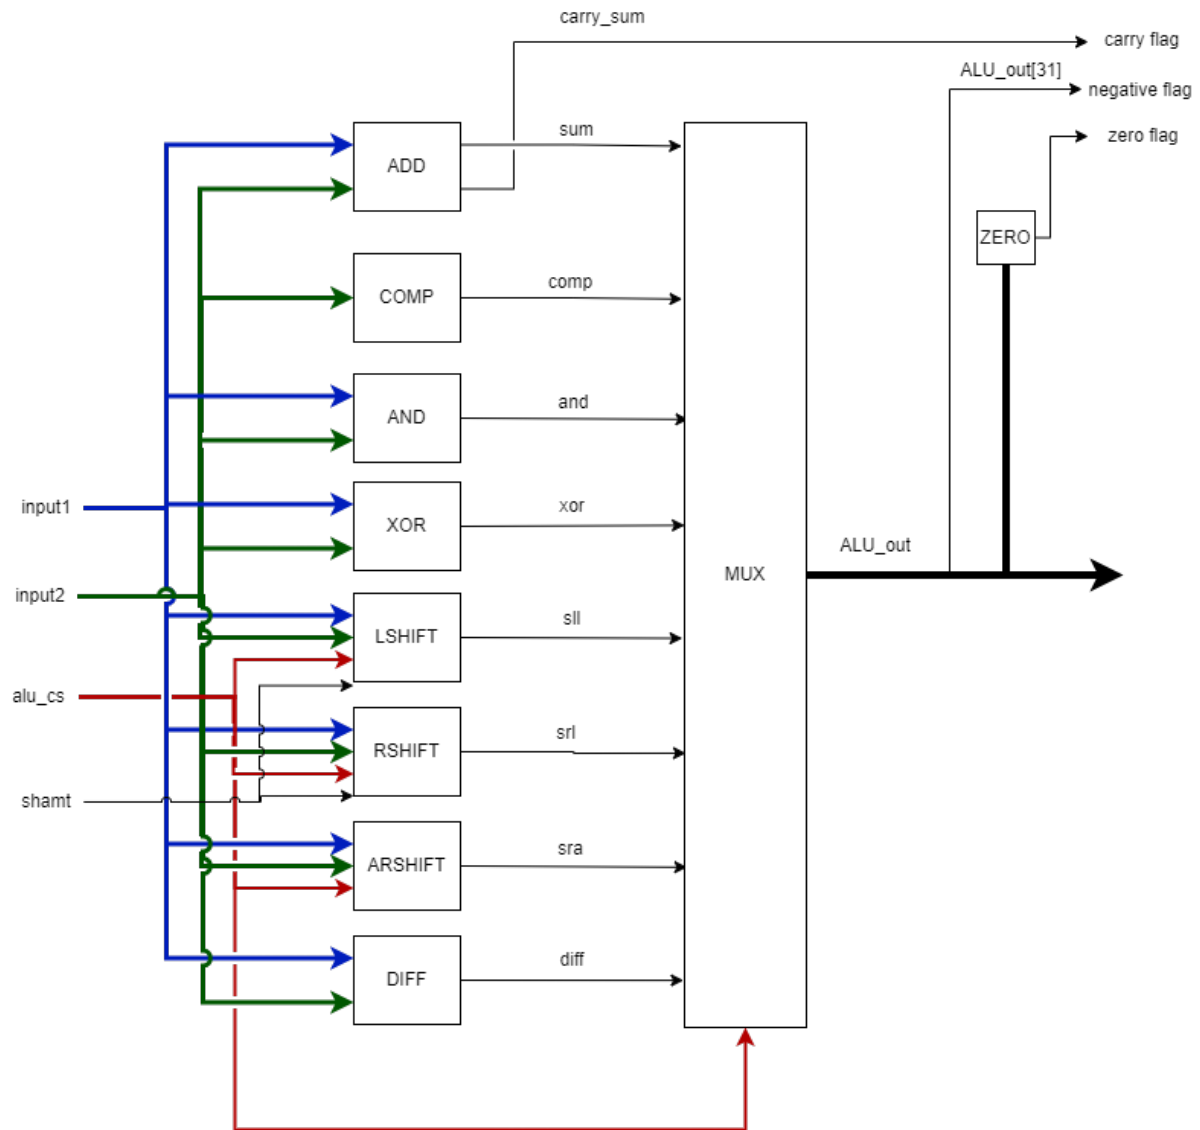 carry_sum
carry flag
ALU_out[31]
negative flag
zero flag
sum
ADD
ZERO
COMP
comp
AND
and
input1
XOR
xor
ALU_out
MUX
input2
LSHIFT
sll
alu_cs
RSHIFT
srl
shamt
ARSHIFT
sra
DIFF
diff